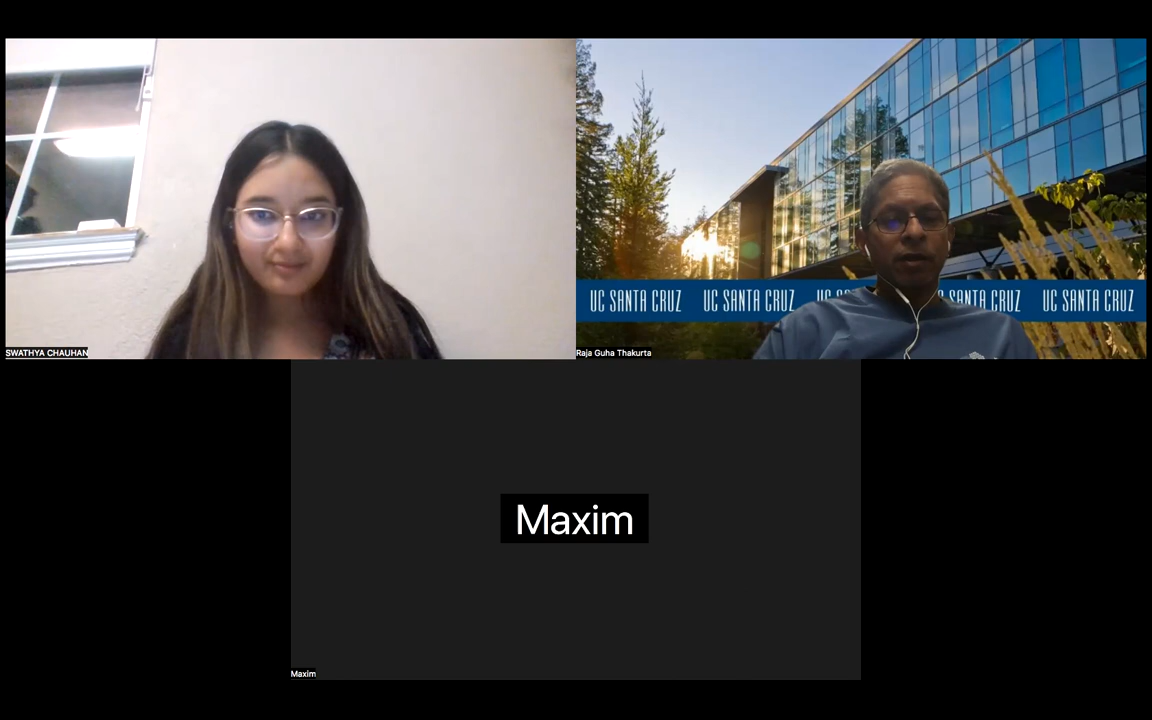 UC SANTA CRUZ UC SANTA CRUZ UC SA SANTA CRUZ UC SANTA CRUZ
SWATHYA CHAUHAN
Raja Guha Thakurta
Maxim
Maxim